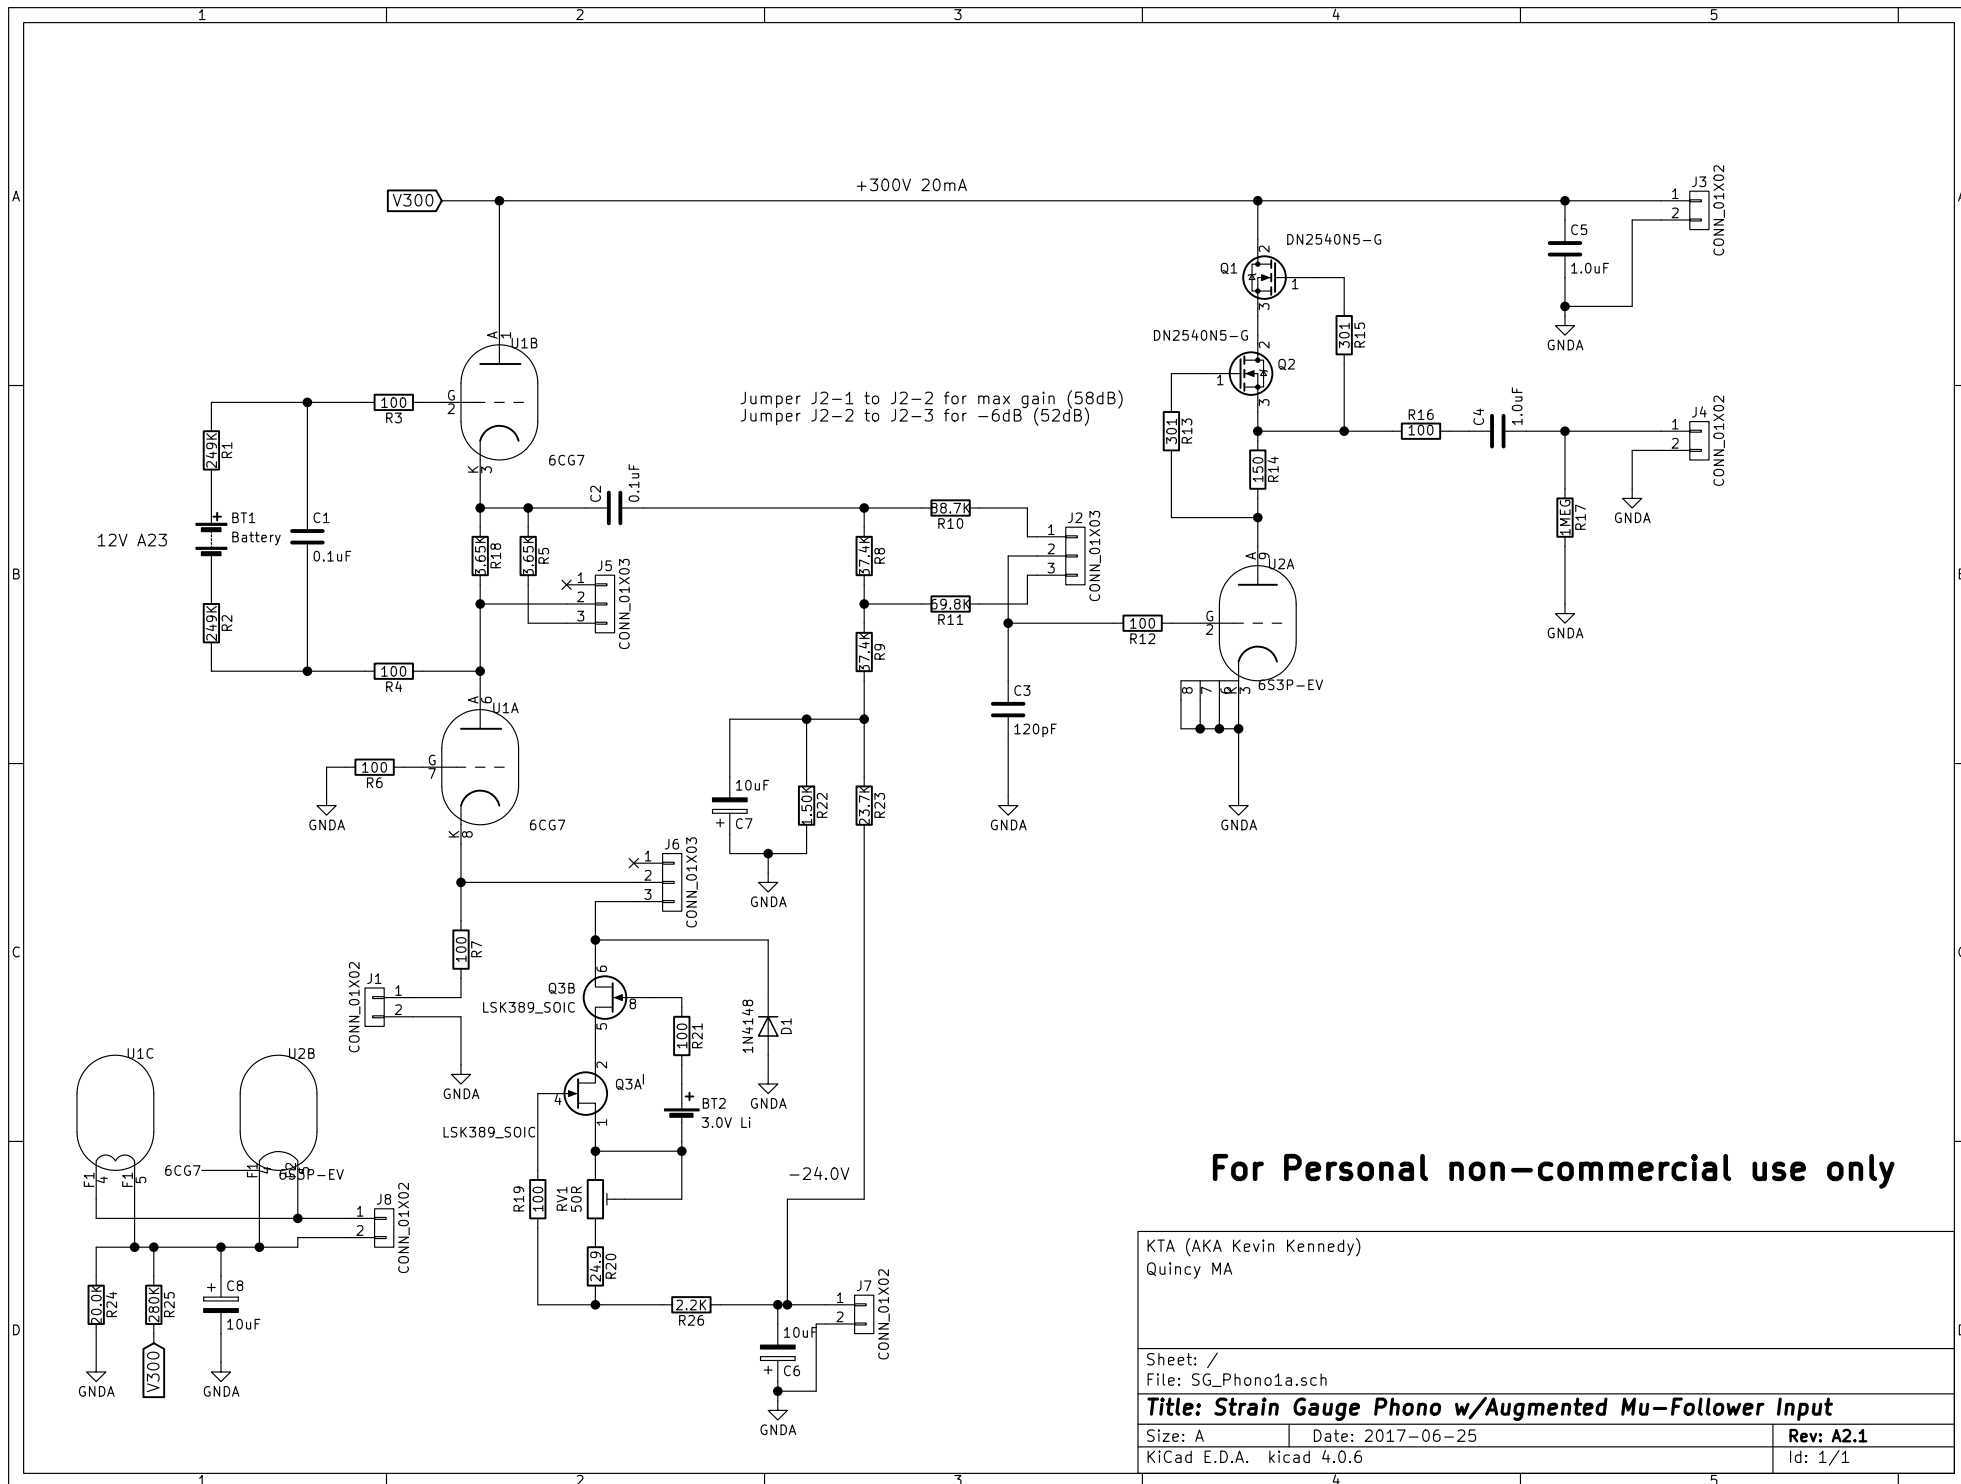 1 2 3 4 5
A
B
C
D
V300
+300V 20mA
J3
1
2
CONN_01X02
C5
1.0uF
GNDA
DN2540N5-G
Q1
2
1
3
DN2540N5-G
Q2
2
1
3
301
R15
301
R13
150
R14
R16
100
C4
1.0uF
J4
1
2
CONN_01X02
GNDA
1MEG
R17
GNDA
A
1
U1B
G
2
K
3
6CG7
100
R3
249K
R1
12V A23
+
BT1
Battery
C1
0.1uF
249K
R2
100
R4
Jumper J2-1 to J2-2 for max gain (58dB)
Jumper J2-2 to J2-3 for -6dB (52dB)
C2
0.1uF
3.65K
R18
3.65K
R5
J5
1
2
3
CONN_01X03
37.4K
R8
88.7K
R10
69.8K
R11
J2
1
2
3
CONN_01X03
37.4K
R9
100
R12
A
9
U2A
G
2
6S3P-EV
8
7
6
K
3
GNDA
C3
120pF
GNDA
A
6
U1A
G
7
K
8
6CG7
100
R6
GNDA
10uF
+
C7
1.50K
R22
23.7K
R23
GNDA
J6
1
2
3
CONN_01X03
100
R7
J1
1
2
CONN_01X02
GNDA
Q3B
LSK389_SOIC
6
8
5
100
R21
1N4148
D1
GNDA
Q3A
2
4
1
LSK389_SOIC
+
BT2
3.0V Li
R19
100
RV1
50R
24.9
R20
-24.0V
2.2K
R26
J7
1
2
CONN_01X02
10uF
+
C6
GNDA
U1C
U2B
F1
4
F1
5
6CG7
F1
4
F2
5
6S3P-EV
J8
1
2
CONN_01X02
20.0K
R24
280K
R25
+
C8
10uF
GNDA
V300
GNDA
For Personal non-commercial use only
KTA (AKA Kevin Kennedy)
Quincy MA
Sheet: /
File: SG_Phono1a.sch
Title: Strain Gauge Phono w/Augmented Mu-Follower Input
Size: A
Date: 2017-06-25
Rev: A2.1
KiCad E.D.A. kicad 4.0.6
Id: 1/1
1 2 3 4 5